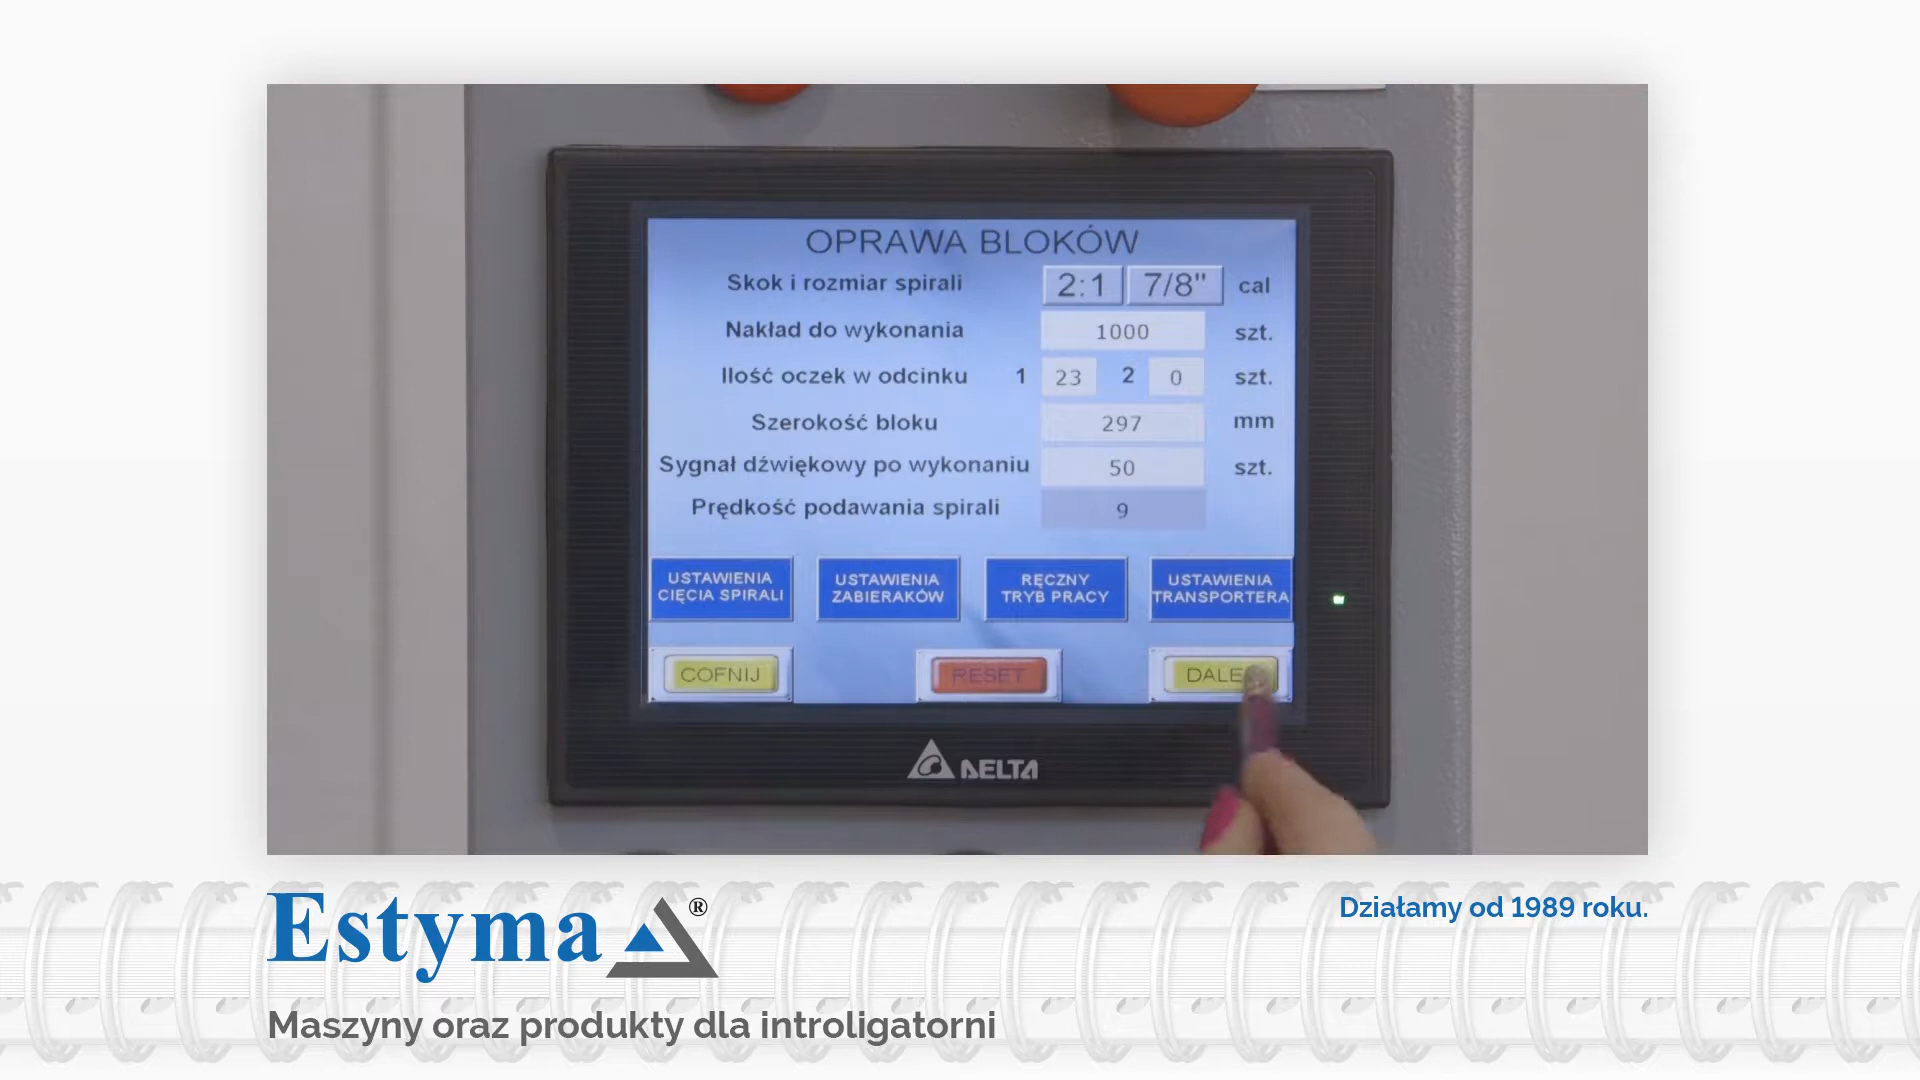 OPRAWA BLOKÓW
Skok i rozmiar spirali 2:1 7/8" cal
Nakład do wykonania 1000 szt.
Ilość oczek w odcinku 1 23 2 0 szt.
Szerokość bloku 297 mm
Sygnał dźwiękowy po wykonaniu 50 szt.
Prędkość podawania spirali 9
USTAWIENIA CIĘCIA SPIRALI
USTAWIENIA ZABIERAKÓW
RĘCZNY TRYB PRACY
USTAWIENIA TRANSPORTERA
COFNIJ RESET DALE
DELTA
Estyma ®
Działamy od 1989 roku.
Maszyny oraz produkty dla introligatorni